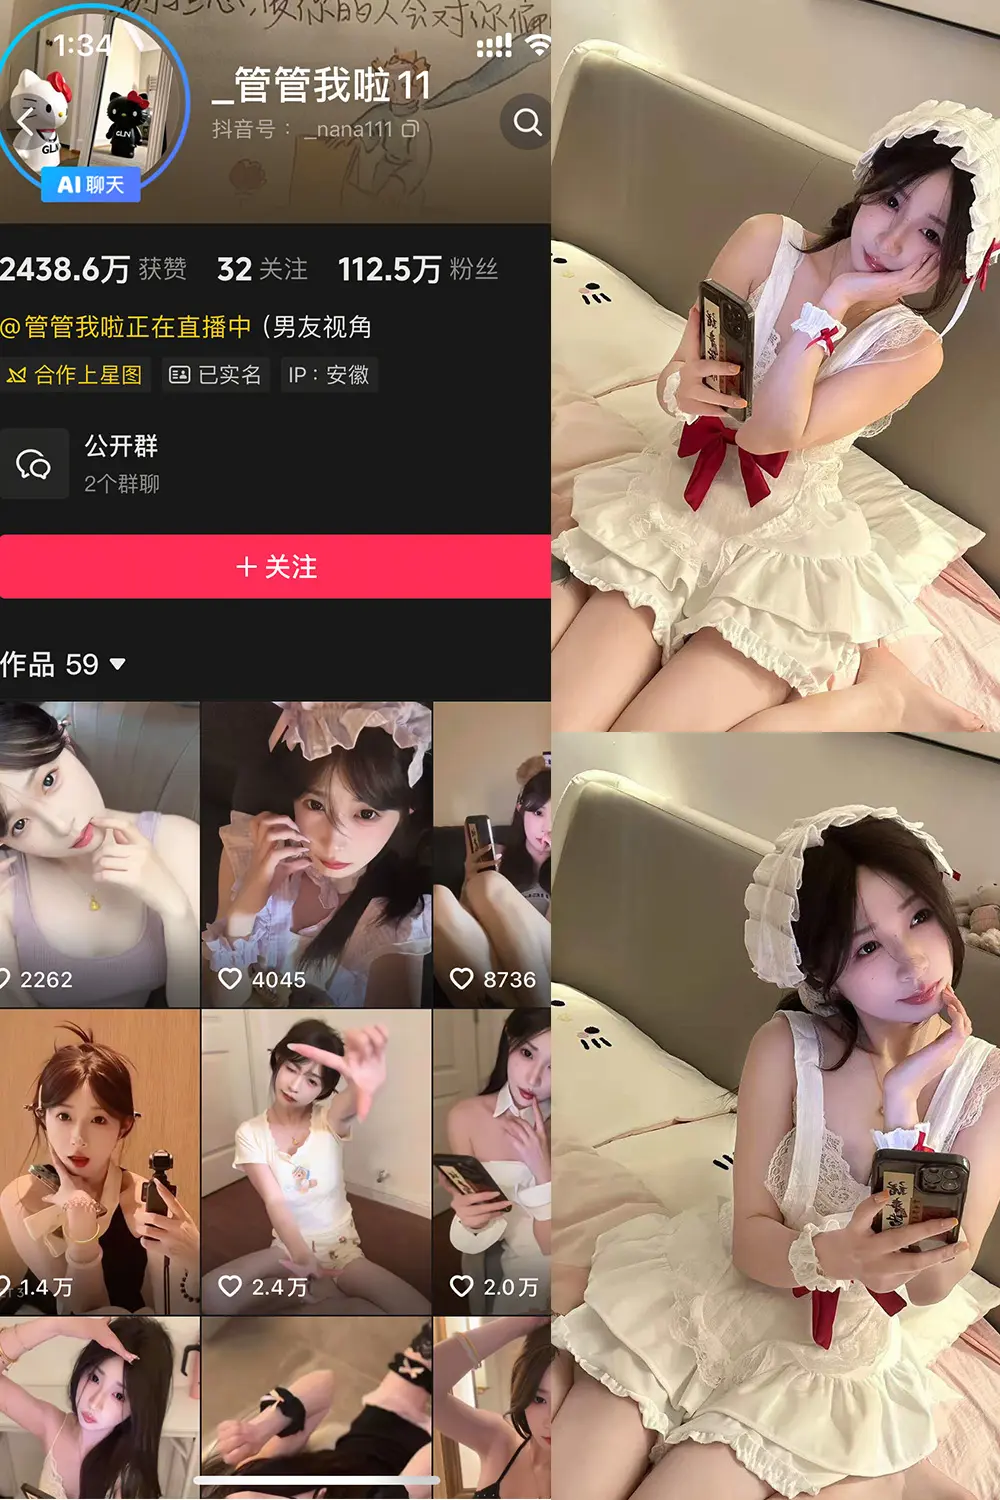 1:34
_管管我啦11
抖音号：_nana111
GLN
AI 聊天
2438.6万 获赞 32 关注 112.5万 粉丝
@管管我啦正在直播中（男友视角
合作上星图 已实名 IP：安徽
公开群
2个群聊
+ 关注
作品 59
2262 4045 8736
1.4万 2.4万 2.0万